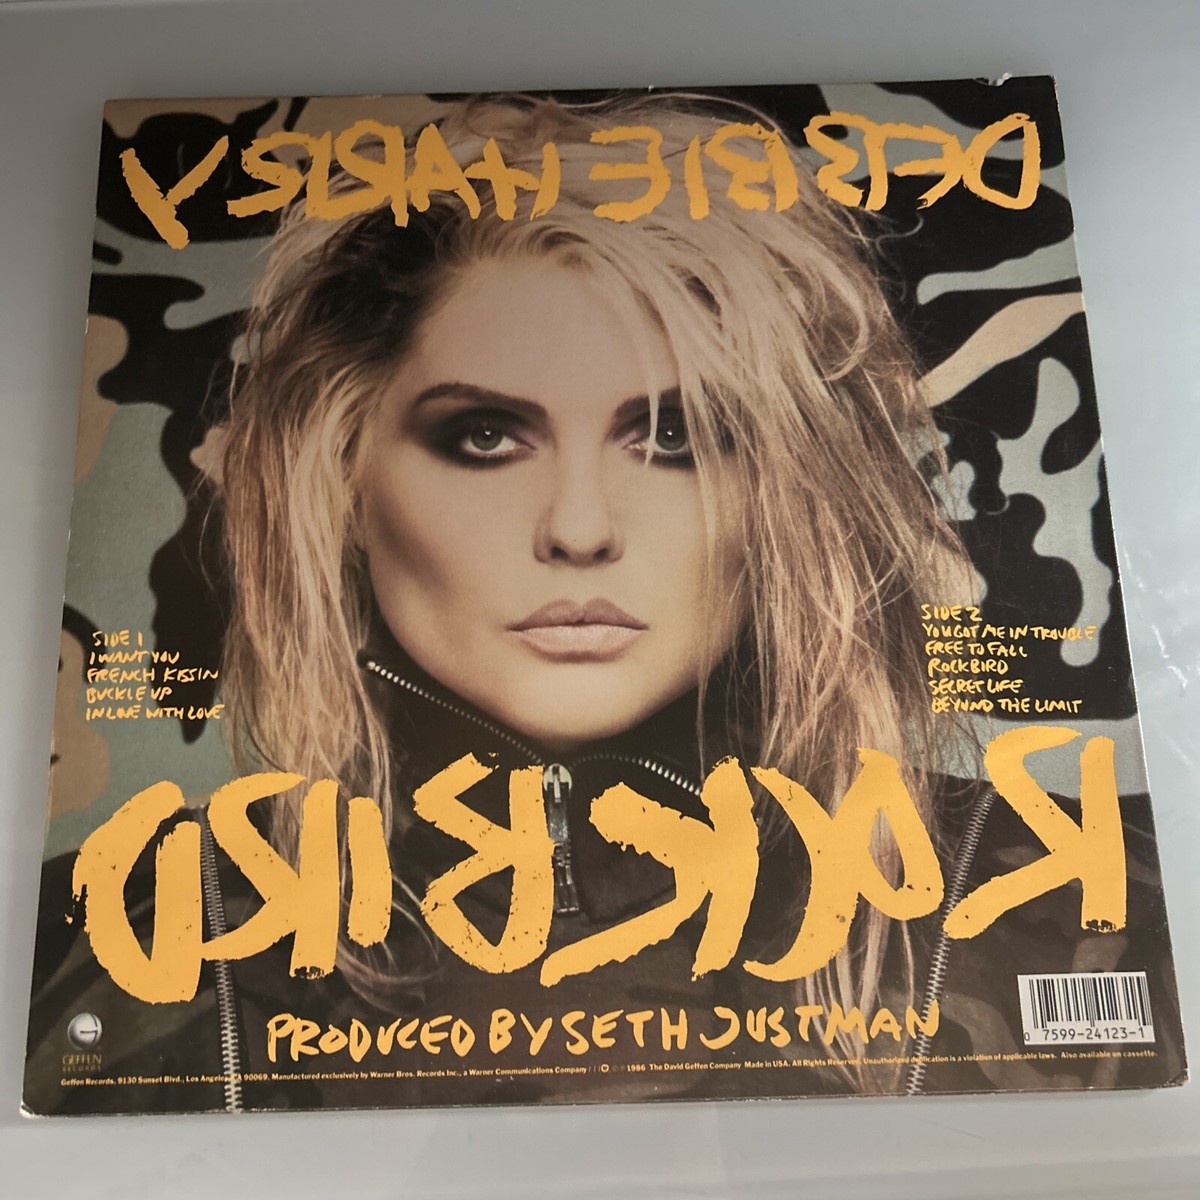 DEBBIE HARRY
SIDE 1
I WANT YOU
FRENCH KISSIN
BUCKLE UP
IN LOVE WITH LOVE
SIDE 2
YOU GOT ME IN TROUBLE
FREE TO FALL
ROCKBIRD
SECRET LIFE
BEYOND THE LIMIT
ROCKBIRD
PRODUCED BY SETH JUSTMAN
GEFFEN
RECORDS
0 7599-24123-1
Geffen Records, 9130 Sunset Blvd., Los Angeles, CA 90069. Manufactured exclusively by Warner Bros. Records Inc., a Warner Communications Company ©℗1986 The David Geffen Company Made in USA. All Rights Reserved. Unauthorized duplication is a violation of applicable laws. Also available on cassette.